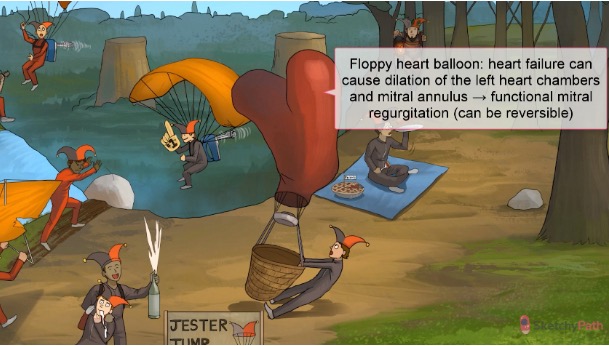 Floppy heart balloon: heart failure can
cause dilation of the left heart chambers
and mitral annulus → functional mitral
regurgitation (can be reversible)
JESTER
JUMP
SketchyPath